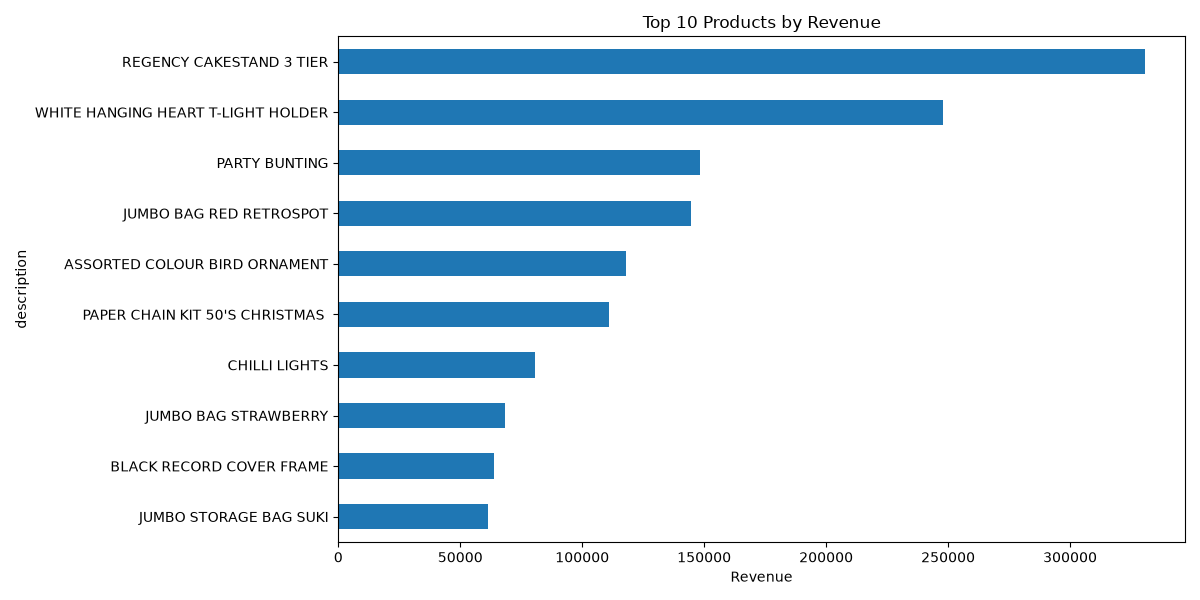 Top 10 Products by Revenue
REGENCY CAKESTAND 3 TIER
WHITE HANGING HEART T-LIGHT HOLDER
PARTY BUNTING
JUMBO BAG RED RETROSPOT
ASSORTED COLOUR BIRD ORNAMENT
PAPER CHAIN KIT 50'S CHRISTMAS
CHILLI LIGHTS
JUMBO BAG STRAWBERRY
BLACK RECORD COVER FRAME
JUMBO STORAGE BAG SUKI
description
0 50000 100000 150000 200000 250000 300000
Revenue